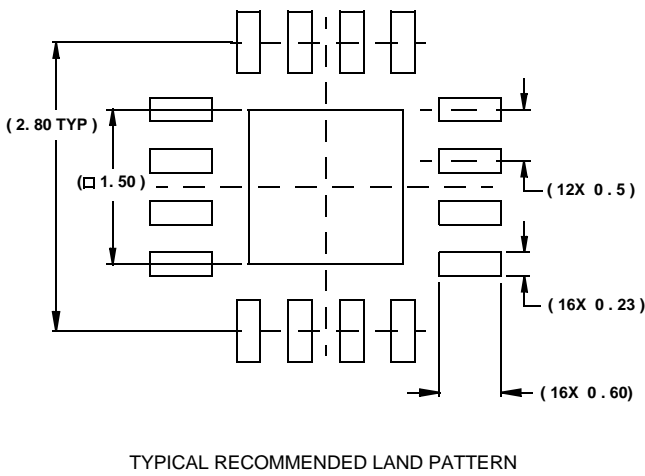 ( 2. 80 TYP )
(□ 1. 50 )
( 12X 0 . 5 )
( 16X 0 . 23 )
( 16X 0 . 60)
TYPICAL RECOMMENDED LAND PATTERN